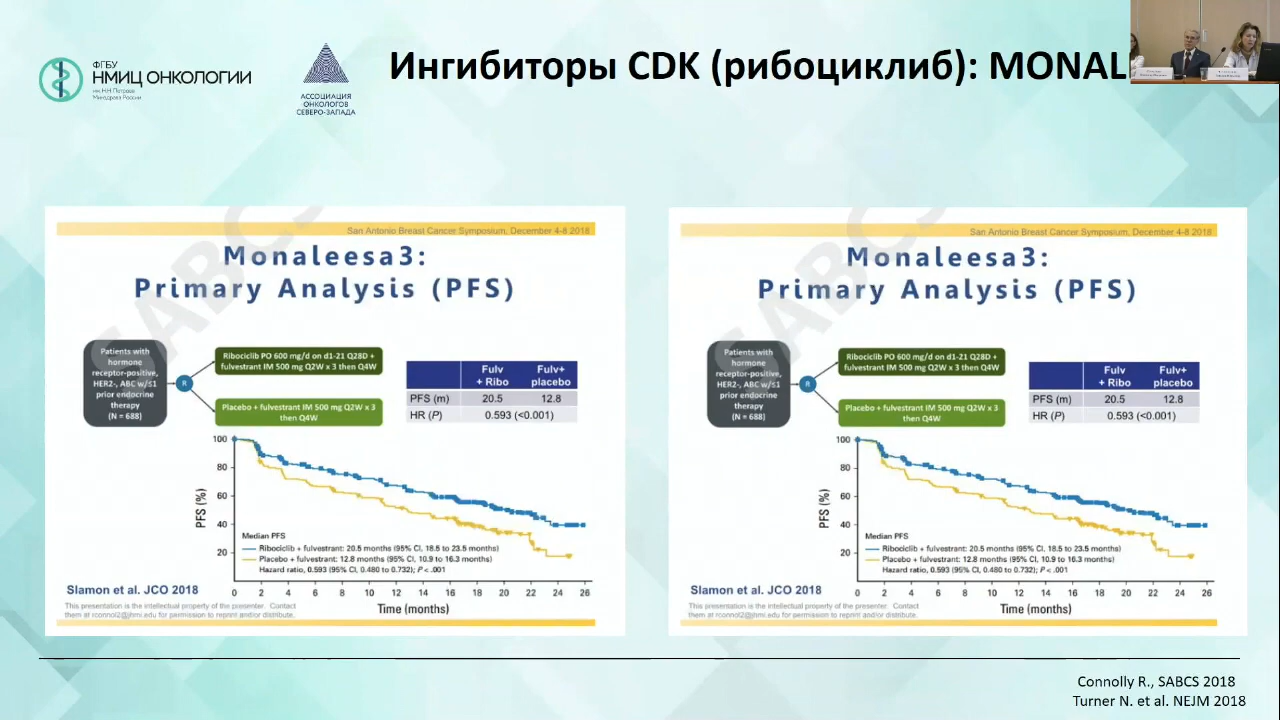 ФГБУ
НМИЦ ОНКОЛОГИИ
им. Н.Н. Петрова
Минздрава России
АССОЦИАЦИЯ
ОНКОЛОГОВ
СЕВЕРО-ЗАПАДА
Ингибиторы CDK (рибоциклиб): MONAL
San Antonio Breast Cancer Symposium, December 4-8 2018
Monaleesa3:
Primary Analysis (PFS)
SABCS
Patients with
hormone
receptor-positive,
HER2-, ABC w/≤1
prior endocrine
therapy
(N = 688)
R
Ribociclib PO 600 mg/d on d1-21 Q28D +
fulvestrant IM 500 mg Q2W x 3 then Q4W
Placebo + fulvestrant IM 500 mg Q2W x 3
then Q4W
Fulv + Ribo Fulv+ placebo
PFS (m) 20.5 12.8
HR (P) 0.593 (<0.001)
PFS (%)
100
80
60
40
20
Median PFS
Ribociclib + fulvestrant: 20.5 months (95% CI, 18.5 to 23.5 months)
Placebo + fulvestrant: 12.8 months (95% CI, 10.9 to 16.3 months)
Hazard ratio, 0.593 (95% CI, 0.480 to 0.732); P < .001
0 2 4 6 8 10 12 14 16 18 20 22 24 26
Time (months)
Slamon et al. JCO 2018
This presentation is the intellectual property of the presenter. Contact
them at rconnol2@jhmi.edu for permission to reprint and/or distribute.
San Antonio Breast Cancer Symposium, December 4-8 2018
Monaleesa3:
Primary Analysis (PFS)
SABCS
Patients with
hormone
receptor-positive,
HER2-, ABC w/≤1
prior endocrine
therapy
(N = 688)
R
Ribociclib PO 600 mg/d on d1-21 Q28D +
fulvestrant IM 500 mg Q2W x 3 then Q4W
Placebo + fulvestrant IM 500 mg Q2W x 3
then Q4W
Fulv + Ribo Fulv+ placebo
PFS (m) 20.5 12.8
HR (P) 0.593 (<0.001)
PFS (%)
100
80
60
40
20
Median PFS
Ribociclib + fulvestrant: 20.5 months (95% CI, 18.5 to 23.5 months)
Placebo + fulvestrant: 12.8 months (95% CI, 10.9 to 16.3 months)
Hazard ratio, 0.593 (95% CI, 0.480 to 0.732); P < .001
0 2 4 6 8 10 12 14 16 18 20 22 24 26
Time (months)
Slamon et al. JCO 2018
This presentation is the intellectual property of the presenter. Contact
them at rconnol2@jhmi.edu for permission to reprint and/or distribute.
Connolly R., SABCS 2018
Turner N. et al. NEJM 2018